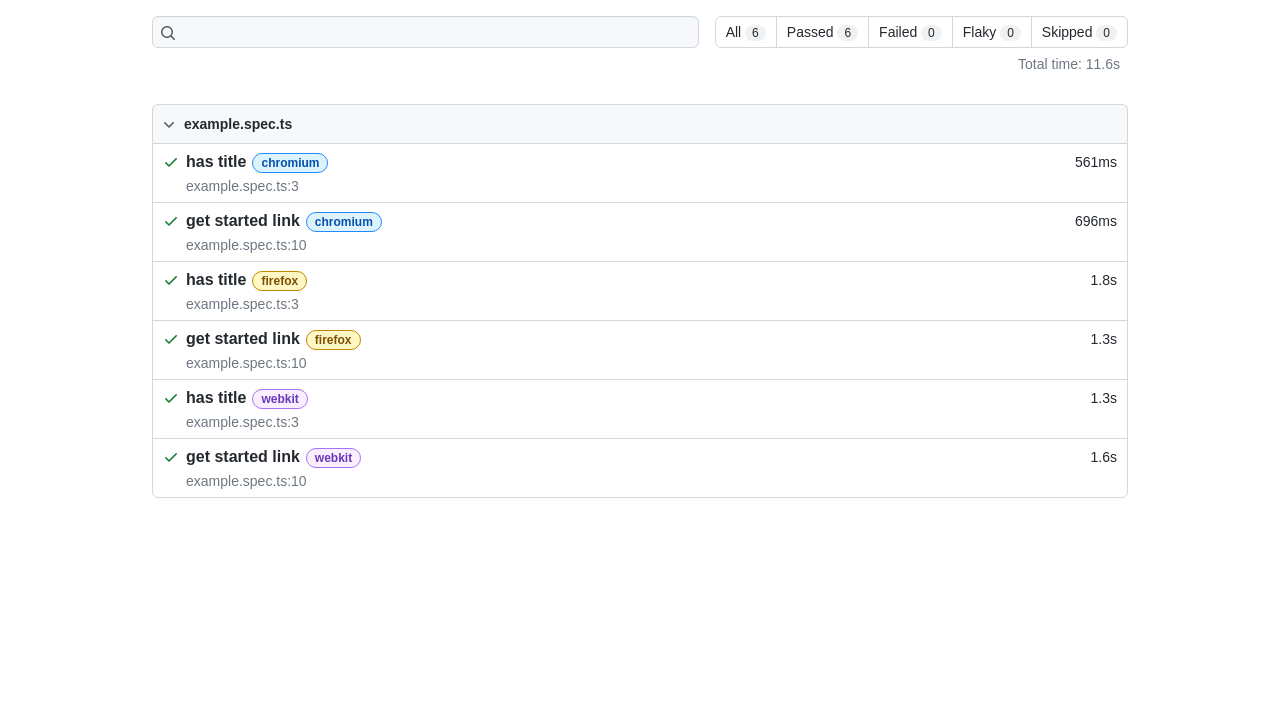 All 6 Passed 6 Failed 0 Flaky 0 Skipped 0
Total time: 11.6s
example.spec.ts
has title chromium 561ms
example.spec.ts:3
get started link chromium 696ms
example.spec.ts:10
has title firefox 1.8s
example.spec.ts:3
get started link firefox 1.3s
example.spec.ts:10
has title webkit 1.3s
example.spec.ts:3
get started link webkit 1.6s
example.spec.ts:10